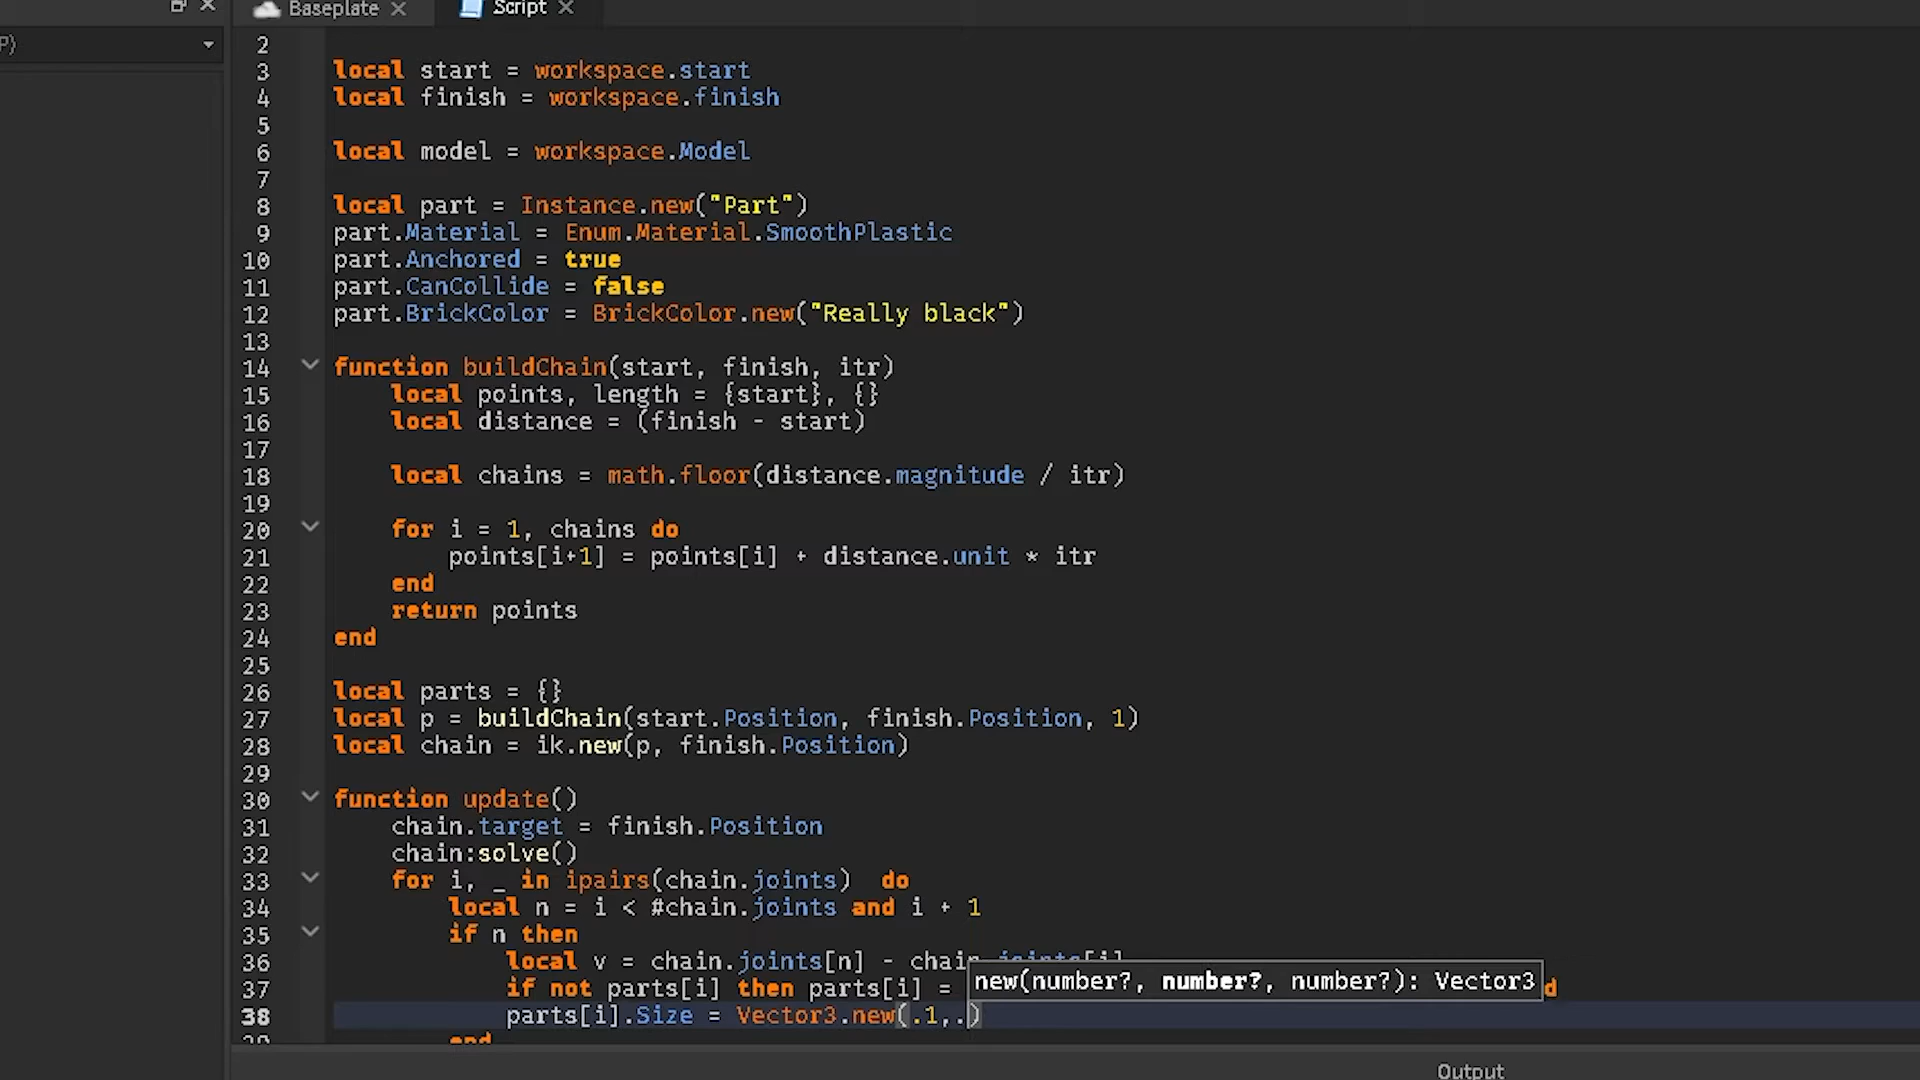 P)
Baseplate
Script
2
3 local start = workspace.start
4 local finish = workspace.finish
5
6 local model = workspace.Model
7
8 local part = Instance.new("Part")
9 part.Material = Enum.Material.SmoothPlastic
10 part.Anchored = true
11 part.CanCollide = false
12 part.BrickColor = BrickColor.new("Really black")
13
14 function buildChain(start, finish, itr)
15 local points, length = {start}, {}
16 local distance = (finish - start)
17
18 local chains = math.floor(distance.magnitude / itr)
19
20 for i = 1, chains do
21 points[i+1] = points[i] + distance.unit * itr
22 end
23 return points
24 end
25
26 local parts = {}
27 local p = buildChain(start.Position, finish.Position, 1)
28 local chain = ik.new(p, finish.Position)
29
30 function update()
31 chain.target = finish.Position
32 chain:solve()
33 for i, _ in ipairs(chain.joints)  do
34 local n = i < #chain.joints and i + 1
35 if n then
36 local v = chain.joints[n] - chain.joints[i]
new(number?, number?, number?): Vector3
37 if not parts[i] then parts[i] = d
38 parts[i].Size = Vector3.new(.1,.)
39 end
Output